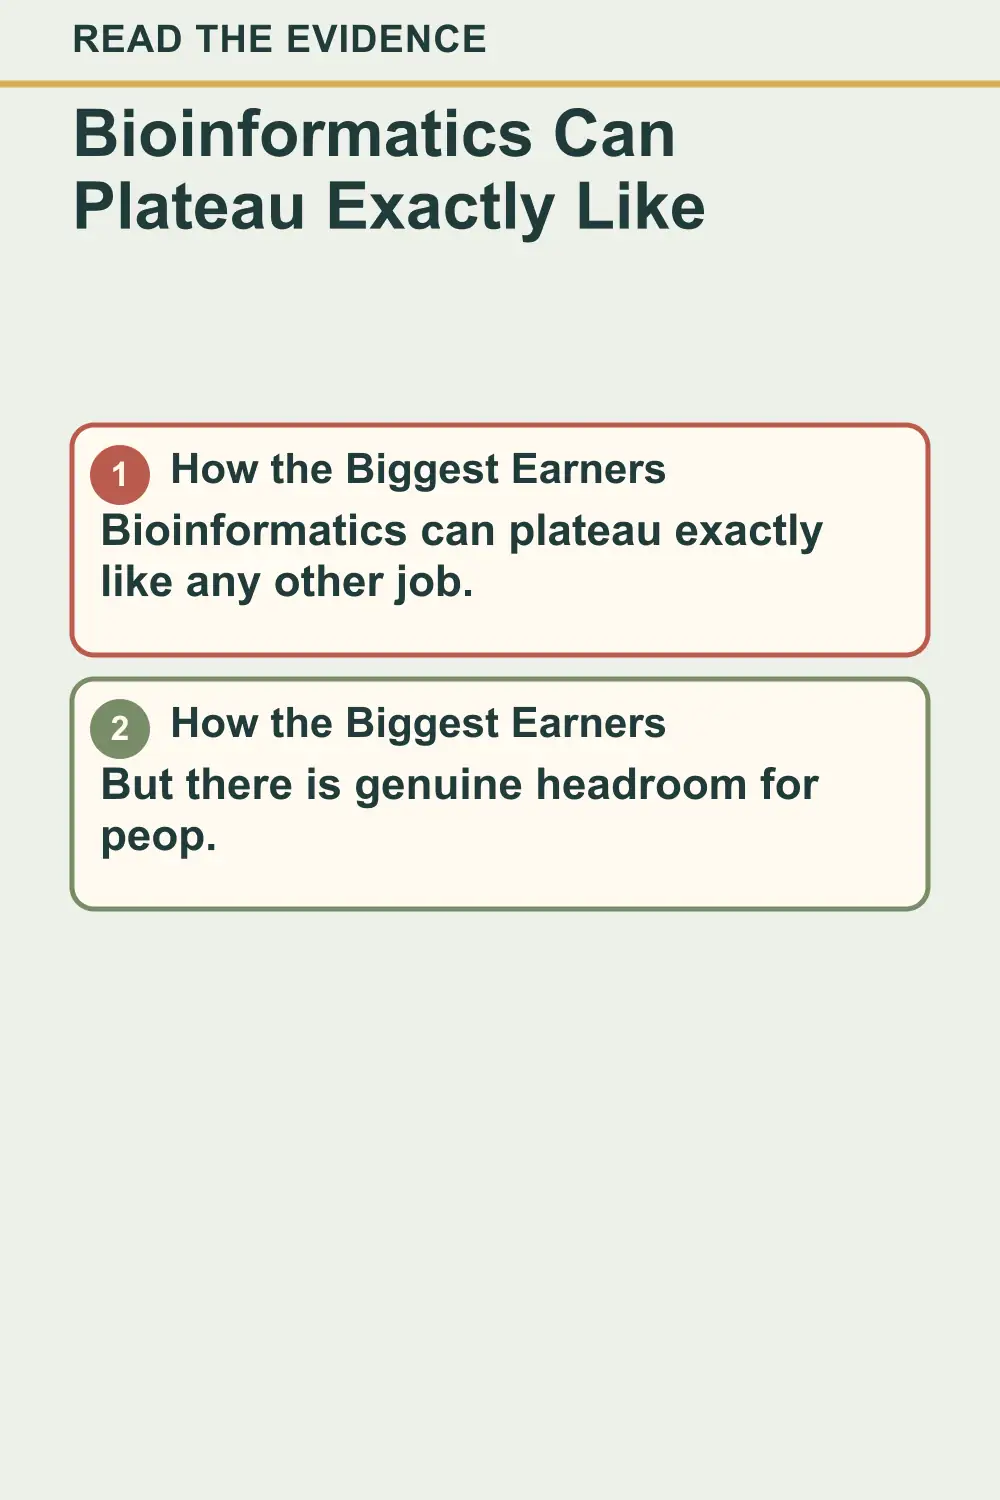 READ THE EVIDENCE
Bioinformatics Can
Plateau Exactly Like
1 How the Biggest Earners
Bioinformatics can plateau exactly
like any other job.
2 How the Biggest Earners
But there is genuine headroom for
peop.